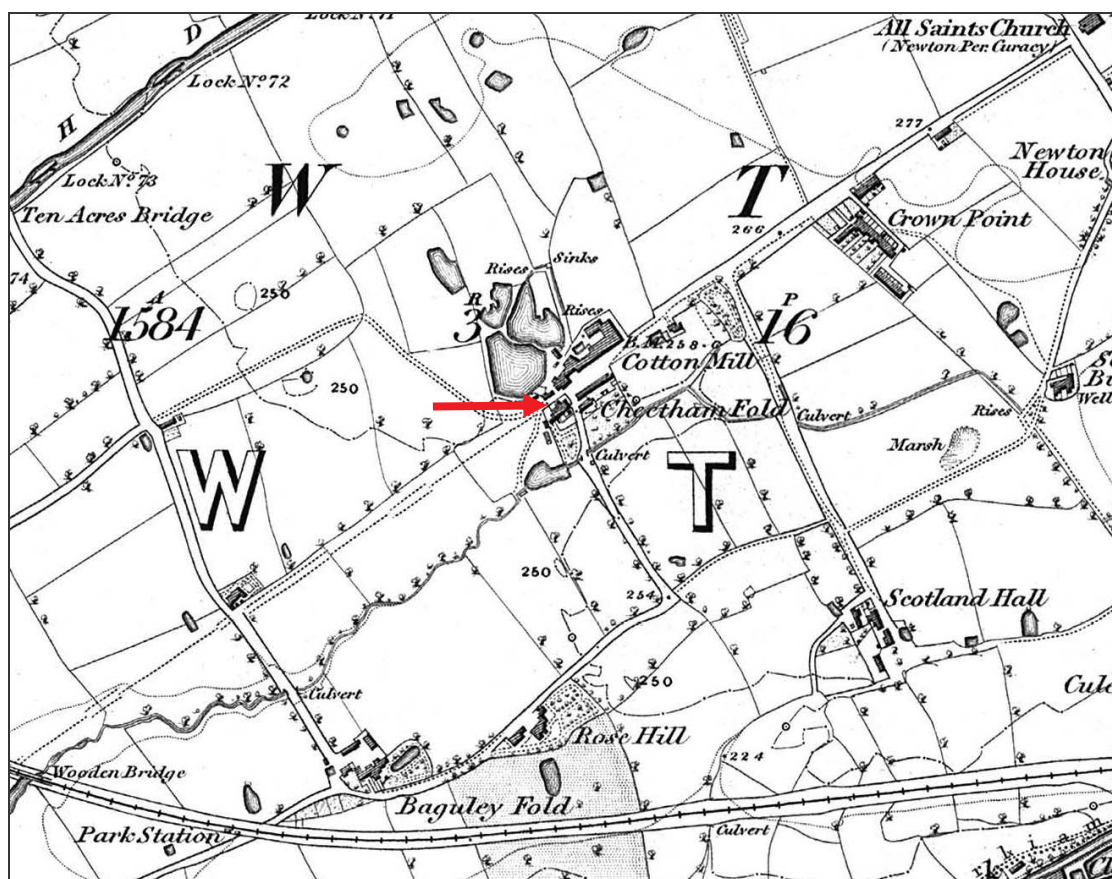 All Saints Church
(Newton Per. Curacy)
D
Lock No. 72
H
277
Newton
House
Lock No. 73
W
T
Ten Acres Bridge
Crown Point
266
Sinks
Rises
74
A
250
R
Rises
P
1584
3
16
B.M. 258
Cotton Mill
250
Cheetham Fold
Culvert
Rises
Well
Marsh
Culvert
W
T
250
254
Scotland Hall
250
Culvert
Rose Hill
224
Wooden Bridge
Baguley Fold
Park Station
Culvert